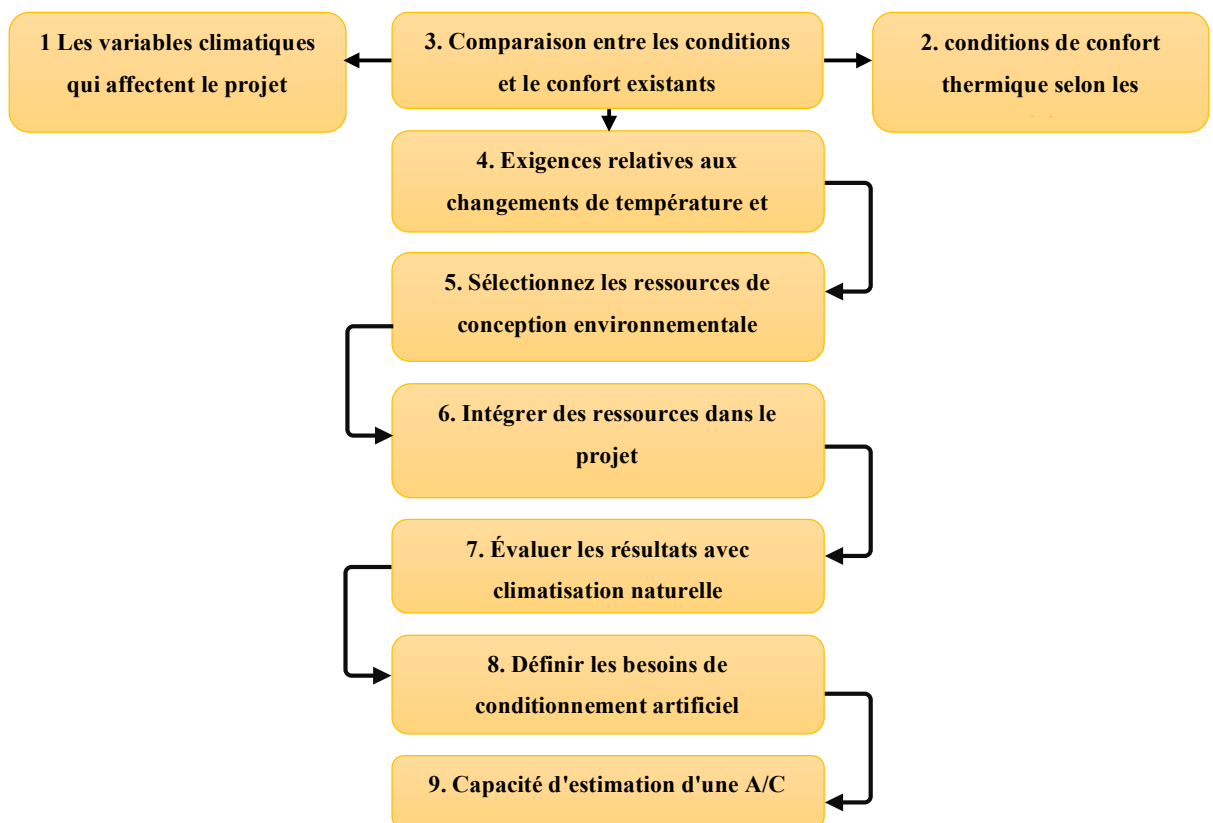 1 Les variables climatiques
qui affectent le projet
3. Comparaison entre les conditions
et le confort existants
2. conditions de confort
thermique selon les
4. Exigences relatives aux
changements de température et
5. Sélectionnez les ressources de
conception environnementale
6. Intégrer des ressources dans le
projet
7. Évaluer les résultats avec
climatisation naturelle
8. Définir les besoins de
conditionnement artificiel
9. Capacité d'estimation d'une A/C